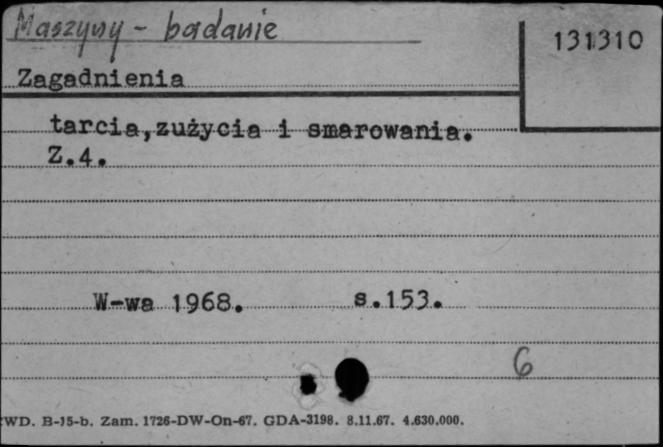 Maszyny - badanie
131310
Zagadnienia
tarcia,zużycia i smarowania.
Z.4.
W-wa 1968. s.153.
6
WD. B-15-b. Zam. 1726-DW-On-67. GDA-3198. 8.11.67. 4.630.000.